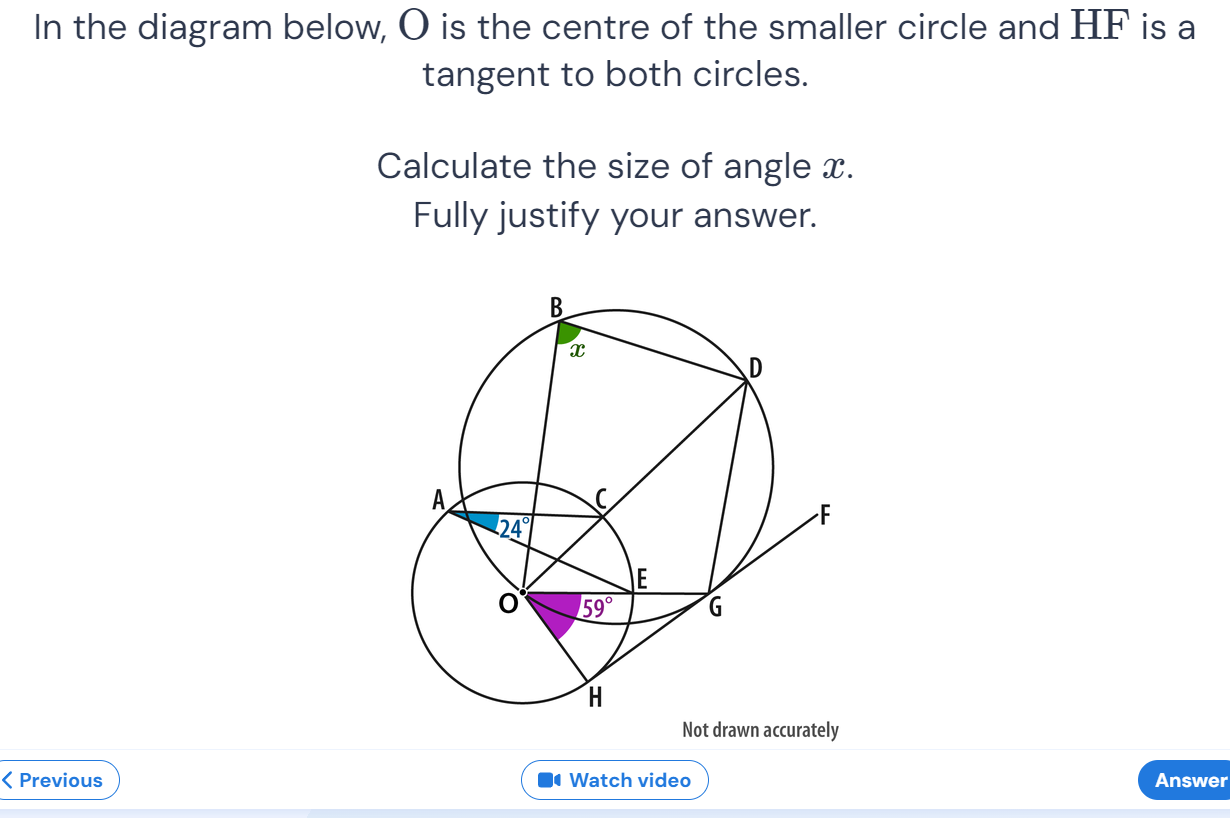 In the diagram below, O is the centre of the smaller circle and HF is a
tangent to both circles.
Calculate the size of angle x.
Fully justify your answer.
B
x
D
A
C
24°
F
E
O
59°
G
H
Not drawn accurately
Previous
Watch video
Answer